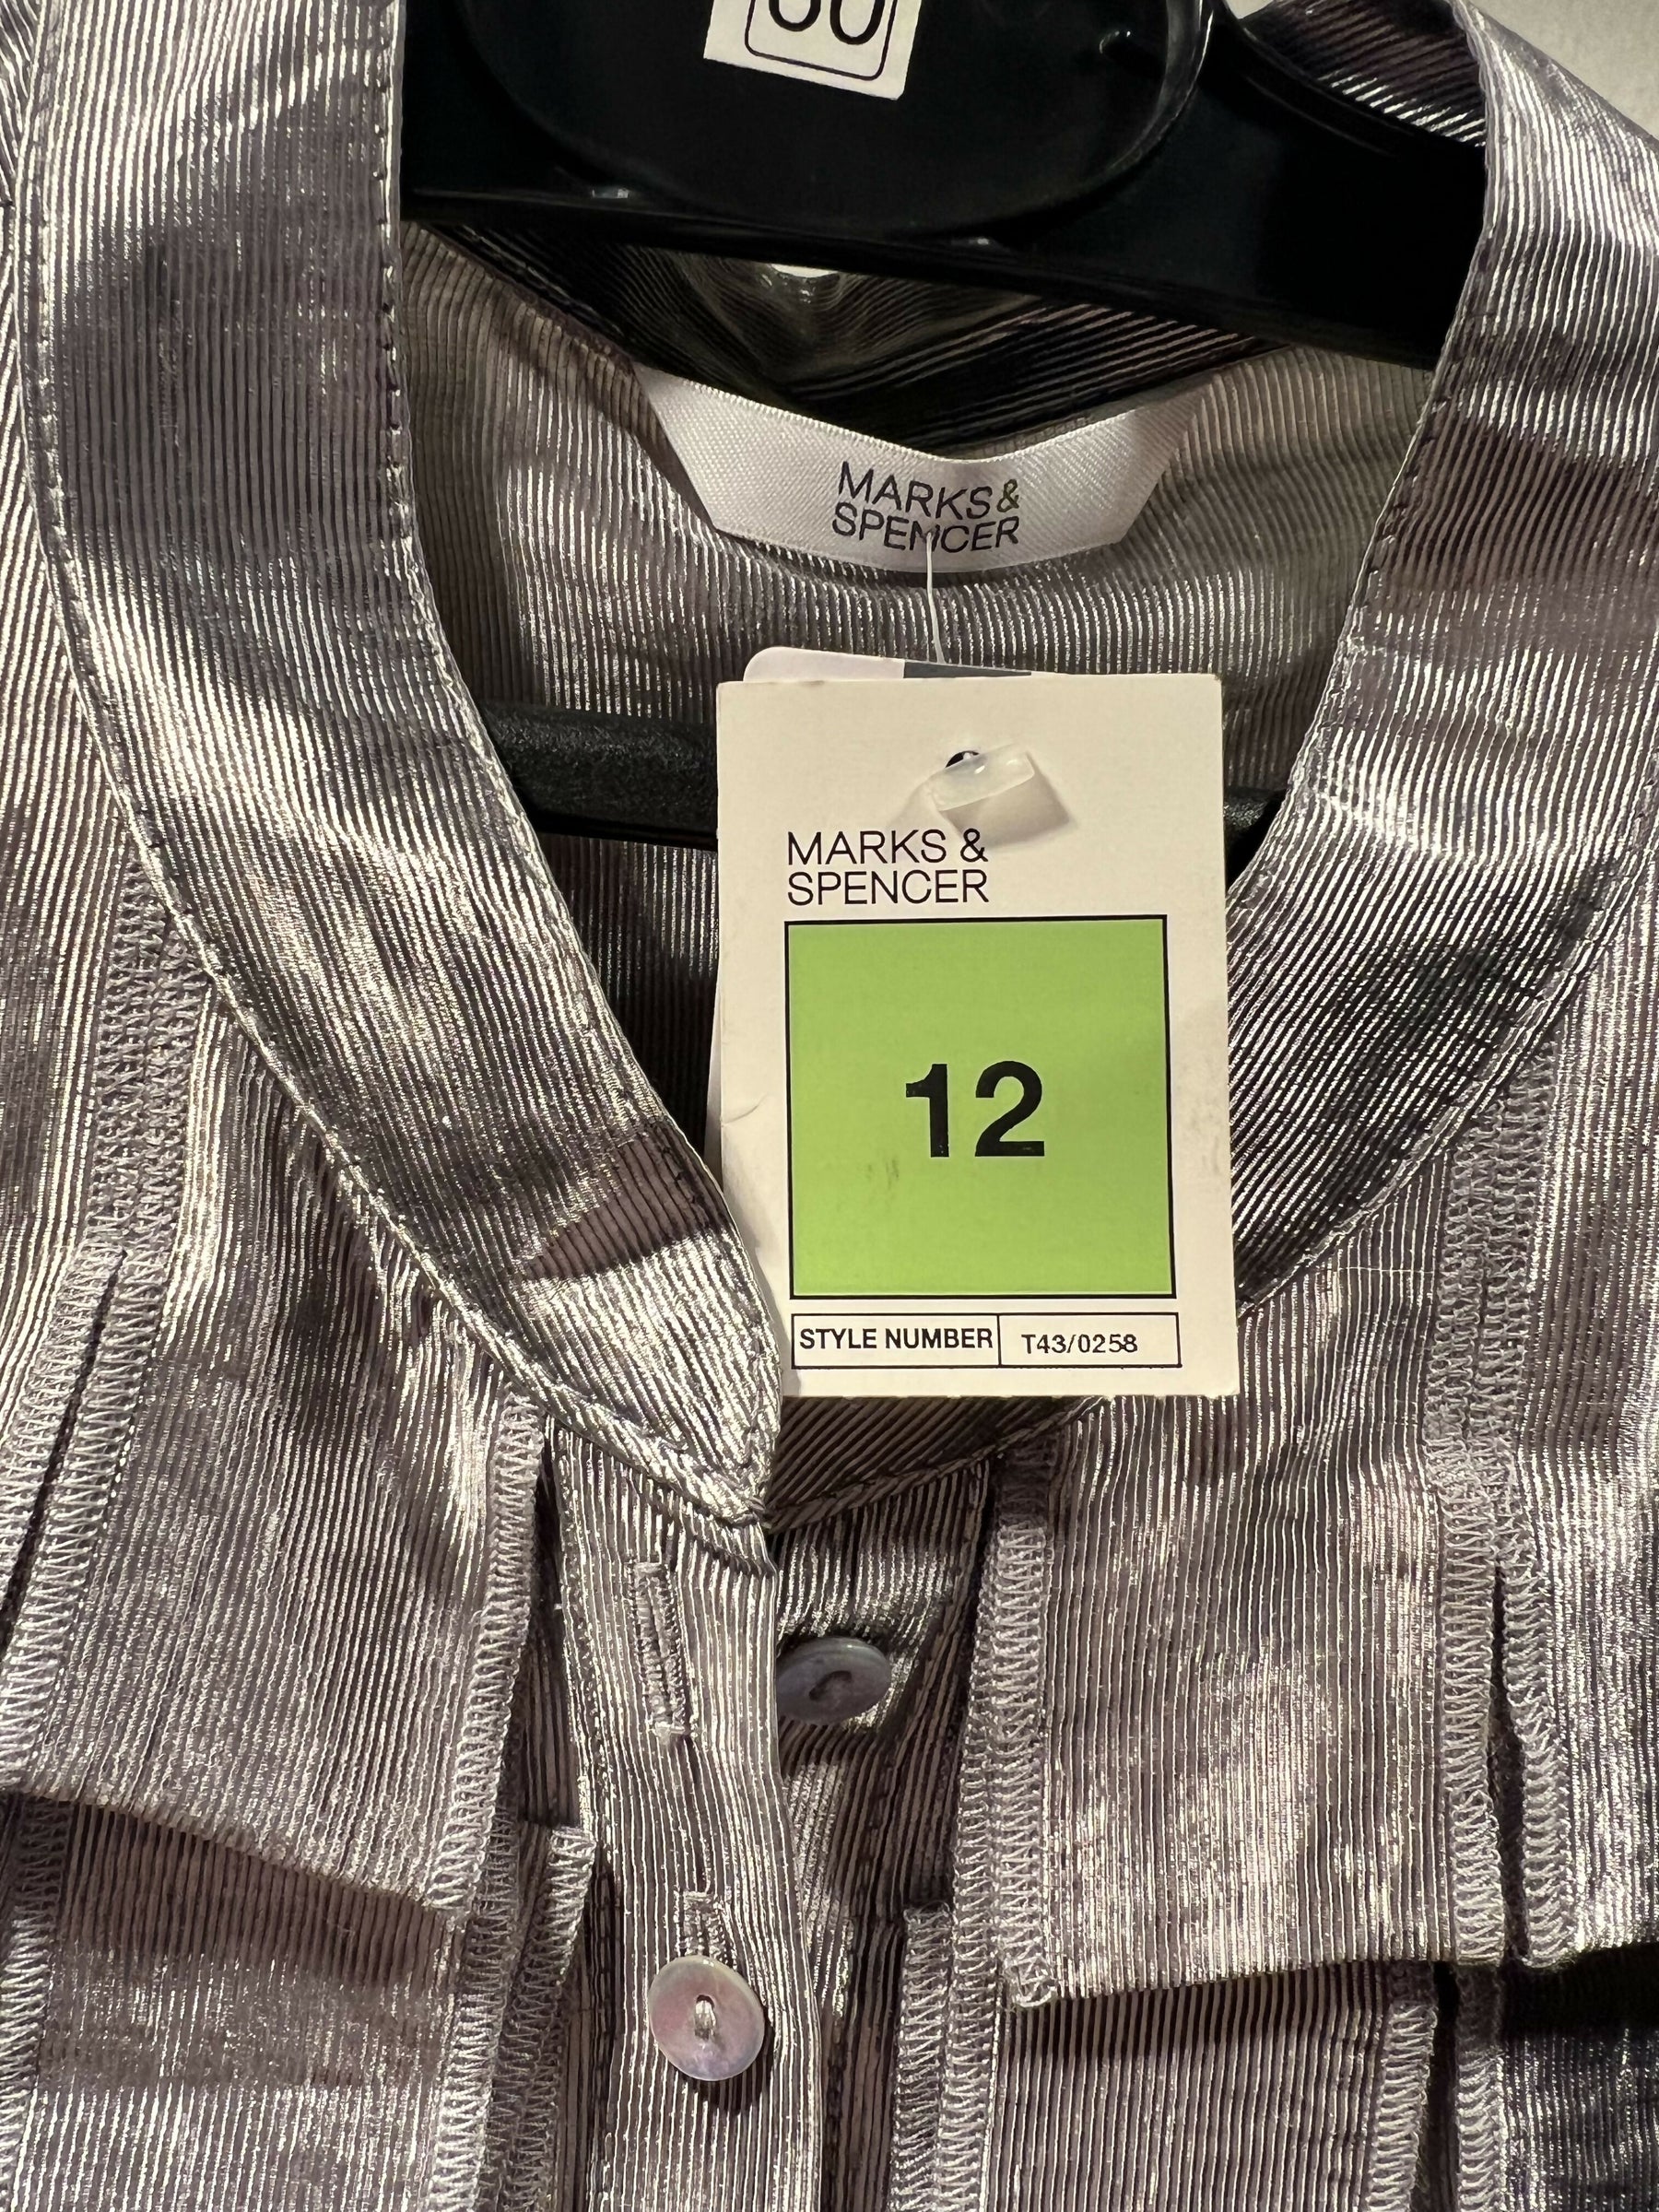 MARKS&
SPENCER
MARKS &
SPENCER
12
STYLE NUMBER T43/0258